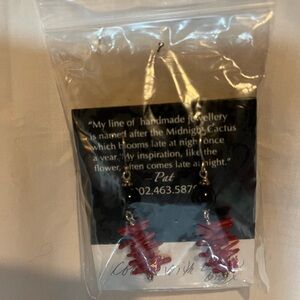 "My line of handmade jewellery
is named after the Midnight Cactus
which blooms late at night once
a year. My inspiration, like the
flower, often comes late at night."
Pat
902.463.587